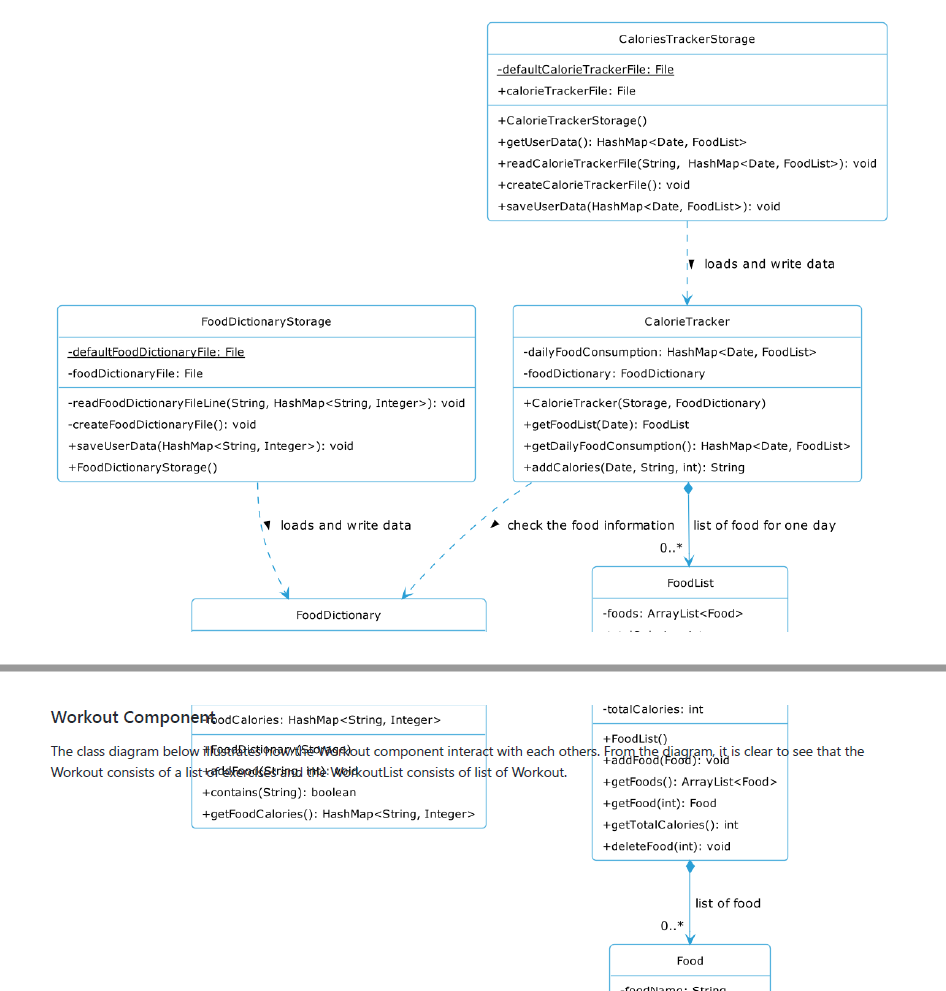 CaloriesTrackerStorage
-defaultCalorieTrackerFile: File
+calorieTrackerFile: File
+CalorieTrackerStorage()
+getUserData(): HashMap<Date, FoodList>
+readCalorieTrackerFile(String, HashMap<Date, FoodList>): void
+createCalorieTrackerFile(): void
+saveUserData(HashMap<Date, FoodList>): void
loads and write data
FoodDictionaryStorage
-defaultFoodDictionaryFile: File
-foodDictionaryFile: File
-readFoodDictionaryFileLine(String, HashMap<String, Integer>): void
-createFoodDictionaryFile(): void
+saveUserData(HashMap<String, Integer>): void
+FoodDictionaryStorage()
CalorieTracker
-dailyFoodConsumption: HashMap<Date, FoodList>
-foodDictionary: FoodDictionary
+CalorieTracker(Storage, FoodDictionary)
+getFoodList(Date): FoodList
+getDailyFoodConsumption(): HashMap<Date, FoodList>
+addCalories(Date, String, int): String
loads and write data
check the food information
list of food for one day
0..*
FoodDictionary
FoodList
-foods: ArrayList<Food>
Workout Component
-foodCalories: HashMap<String, Integer>
-totalCalories: int
The class diagram below illustrates how the Workout component interact with each others. From the diagram, it is clear to see that the
Workout consists of a list of exercises and the WorkoutList consists of list of Workout.
+FoodDictionary(Storage)
+addFood(String, int): void
+contains(String): boolean
+getFoodCalories(): HashMap<String, Integer>
+FoodList()
+addFood(Food): void
+getFoods(): ArrayList<Food>
+getFood(int): Food
+getTotalCalories(): int
+deleteFood(int): void
list of food
0..*
Food
-foodName: String